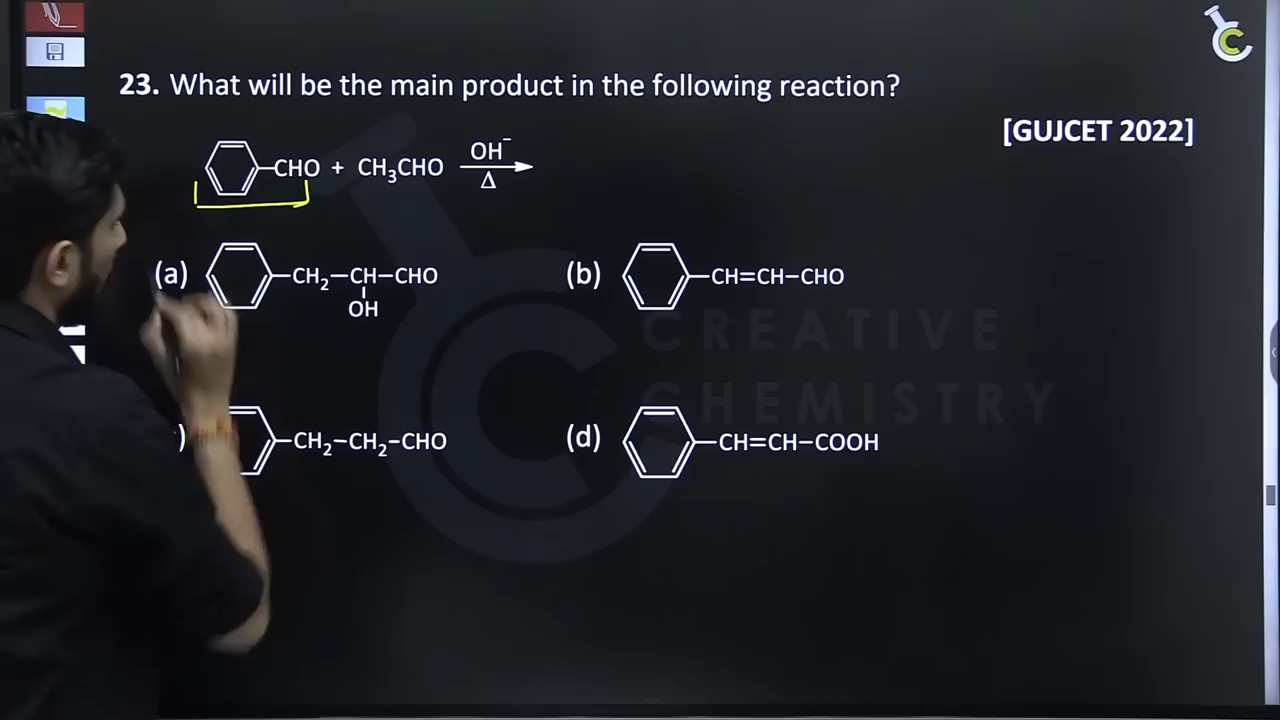 23. What will be the main product in the following reaction?
[GUJCET 2022]
CHO + CH₃CHO OH⁻ Δ
(a) CH₂–CH–CHO
OH
(b) CH=CH–CHO
) CH₂–CH₂–CHO
(d) CH=CH–COOH
CREATIVE
CHEMISTRY
C